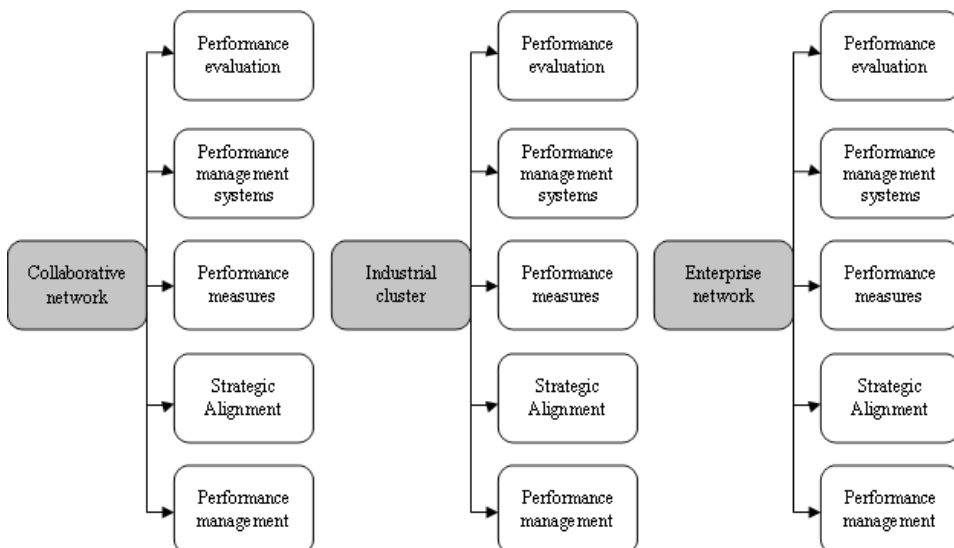 Performance
evaluation
Performance
management
systems
Collaborative
network
Performance
measures
Strategic
Alignment
Performance
management
Performance
evaluation
Performance
management
systems
Industrial
cluster
Performance
measures
Strategic
Alignment
Performance
management
Performance
evaluation
Performance
management
systems
Enterprise
network
Performance
measures
Strategic
Alignment
Performance
management